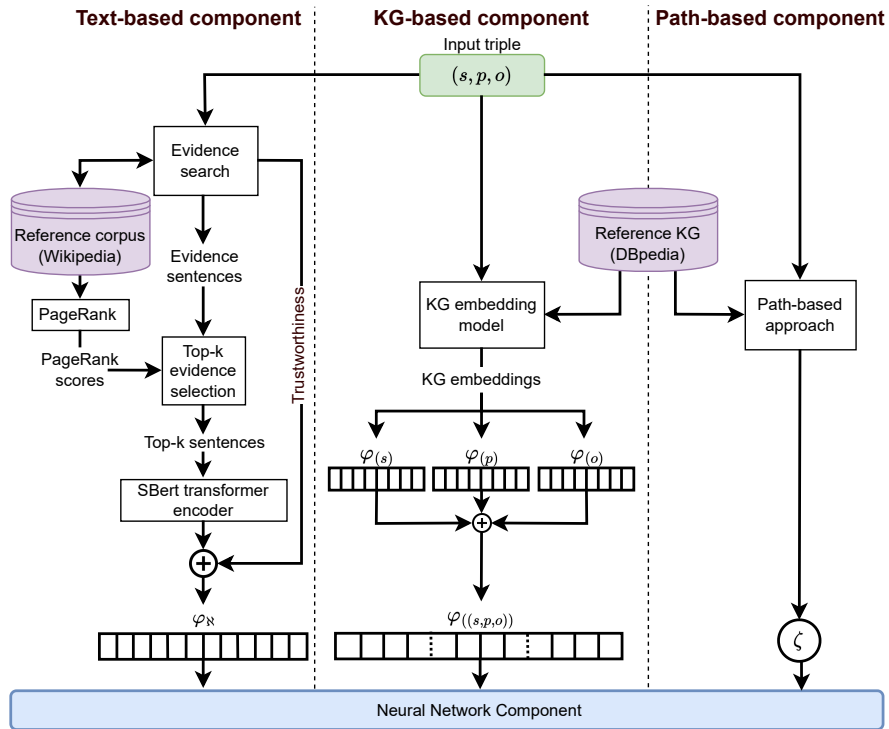 Text-based component
KG-based component
Path-based component
Input triple
(s, p, o)
Evidence
search
Reference corpus
(Wikipedia)
Evidence
sentences
Trustworthiness
PageRank
PageRank
scores
Top-k
evidence
selection
Top-k sentences
SBert transformer
encoder
+
φℵ
Reference KG
(DBpedia)
KG embedding
model
KG embeddings
φ(s)
φ(p)
φ(o)
+
φ((s,p,o))
Path-based
approach
ζ
Neural Network Component